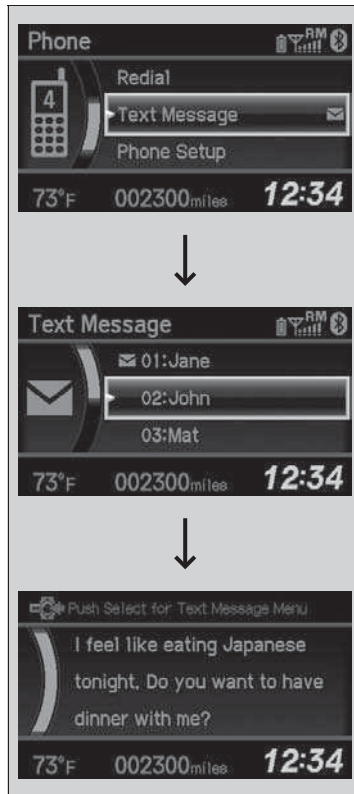 Phone
RM
Redial
4
Text Message
Phone Setup
73°F 002300miles 12:34
Text Message
RM
01:Jane
02:John
03:Mat
73°F 002300miles 12:34
Push Select for Text Message Menu
I feel like eating Japanese
tonight, Do you want to have
dinner with me?
73°F 002300miles 12:34